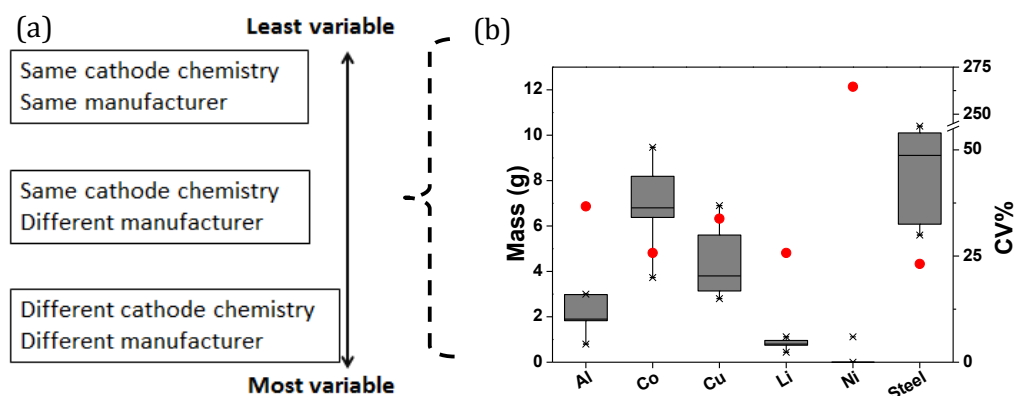 (a)
Least variable
Same cathode chemistry
Same manufacturer
Same cathode chemistry
Different manufacturer
Different cathode chemistry
Different manufacturer
Most variable
(b)
Mass (g)
12
10
8
6
4
2
0
Al
Co
Cu
Li
Ni
Steel
275
250
50
25
0
CV%